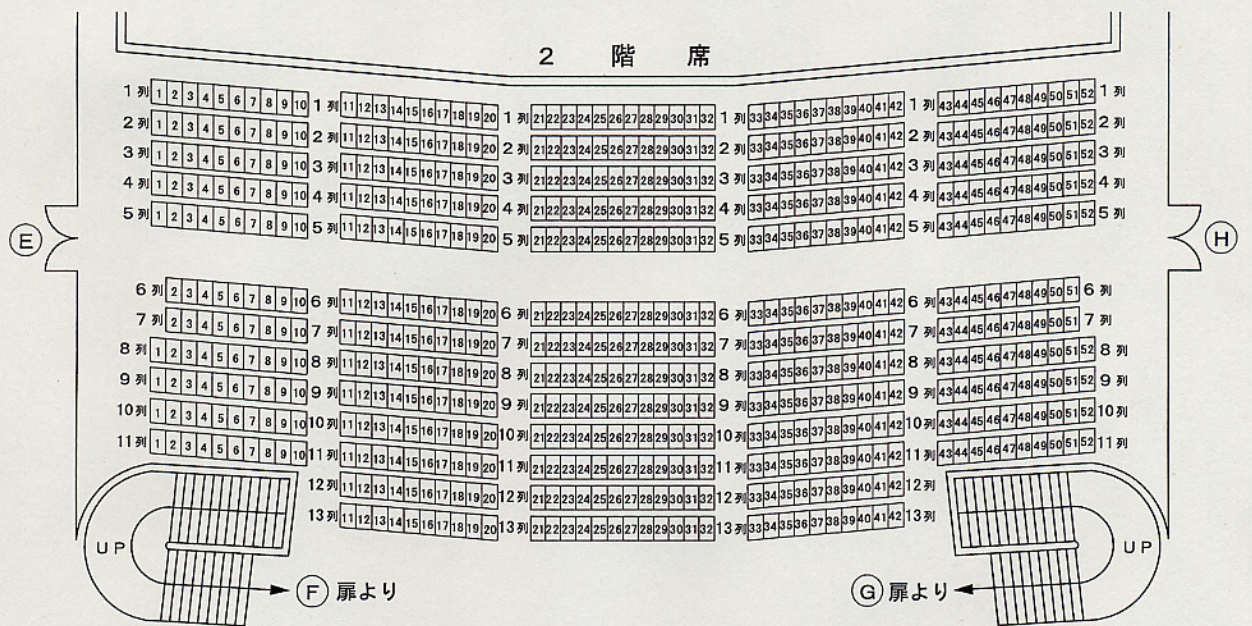 2 階 席
1列 1 2 3 4 5 6 7 8 9 10 1列 11 12 13 14 15 16 17 18 19 20 1列 21 22 23 24 25 26 27 28 29 30 31 32 1列 33 34 35 36 37 38 39 40 41 42 1列 43 44 45 46 47 48 49 50 51 52 1列
2列 1 2 3 4 5 6 7 8 9 10 2列 11 12 13 14 15 16 17 18 19 20 2列 21 22 23 24 25 26 27 28 29 30 31 32 2列 33 34 35 36 37 38 39 40 41 42 2列 43 44 45 46 47 48 49 50 51 52 2列
3列 1 2 3 4 5 6 7 8 9 10 3列 11 12 13 14 15 16 17 18 19 20 3列 21 22 23 24 25 26 27 28 29 30 31 32 3列 33 34 35 36 37 38 39 40 41 42 3列 43 44 45 46 47 48 49 50 51 52 3列
4列 1 2 3 4 5 6 7 8 9 10 4列 11 12 13 14 15 16 17 18 19 20 4列 21 22 23 24 25 26 27 28 29 30 31 32 4列 33 34 35 36 37 38 39 40 41 42 4列 43 44 45 46 47 48 49 50 51 52 4列
5列 1 2 3 4 5 6 7 8 9 10 5列 11 12 13 14 15 16 17 18 19 20 5列 21 22 23 24 25 26 27 28 29 30 31 32 5列 33 34 35 36 37 38 39 40 41 42 5列 43 44 45 46 47 48 49 50 51 52 5列
E
H
6列 2 3 4 5 6 7 8 9 10 6列 11 12 13 14 15 16 17 18 19 20 6列 21 22 23 24 25 26 27 28 29 30 31 32 6列 33 34 35 36 37 38 39 40 41 42 6列 43 44 45 46 47 48 49 50 51 6列
7列 2 3 4 5 6 7 8 9 10 7列 11 12 13 14 15 16 17 18 19 20 7列 21 22 23 24 25 26 27 28 29 30 31 32 7列 33 34 35 36 37 38 39 40 41 42 7列 43 44 45 46 47 48 49 50 51 7列
8列 1 2 3 4 5 6 7 8 9 10 8列 11 12 13 14 15 16 17 18 19 20 8列 21 22 23 24 25 26 27 28 29 30 31 32 8列 33 34 35 36 37 38 39 40 41 42 8列 43 44 45 46 47 48 49 50 51 52 8列
9列 1 2 3 4 5 6 7 8 9 10 9列 11 12 13 14 15 16 17 18 19 20 9列 21 22 23 24 25 26 27 28 29 30 31 32 9列 33 34 35 36 37 38 39 40 41 42 9列 43 44 45 46 47 48 49 50 51 52 9列
10列 1 2 3 4 5 6 7 8 9 10 10列 11 12 13 14 15 16 17 18 19 20 10列 21 22 23 24 25 26 27 28 29 30 31 32 10列 33 34 35 36 37 38 39 40 41 42 10列 43 44 45 46 47 48 49 50 51 52 10列
11列 1 2 3 4 5 6 7 8 9 10 11列 11 12 13 14 15 16 17 18 19 20 11列 21 22 23 24 25 26 27 28 29 30 31 32 11列 33 34 35 36 37 38 39 40 41 42 11列 43 44 45 46 47 48 49 50 51 52 11列
12列 11 12 13 14 15 16 17 18 19 20 12列 21 22 23 24 25 26 27 28 29 30 31 32 12列 33 34 35 36 37 38 39 40 41 42 12列
13列 11 12 13 14 15 16 17 18 19 20 13列 21 22 23 24 25 26 27 28 29 30 31 32 13列 33 34 35 36 37 38 39 40 41 42 13列
UP
UP
F 扉より
G 扉より